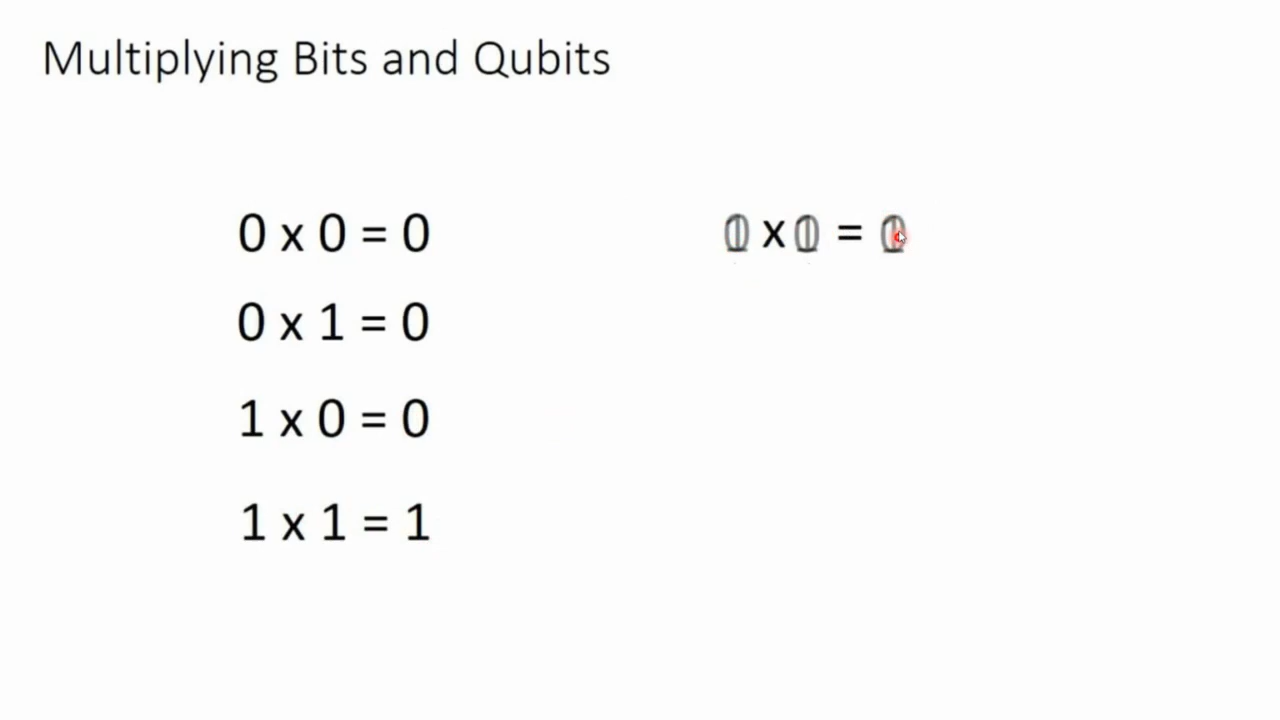 Multiplying Bits and Qubits
0 x 0 = 0
x =
0 x 1 = 0
1 x 0 = 0
1 x 1 = 1